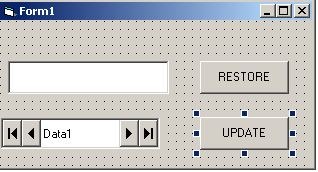 Form1
RESTORE
Data1
UPDATE